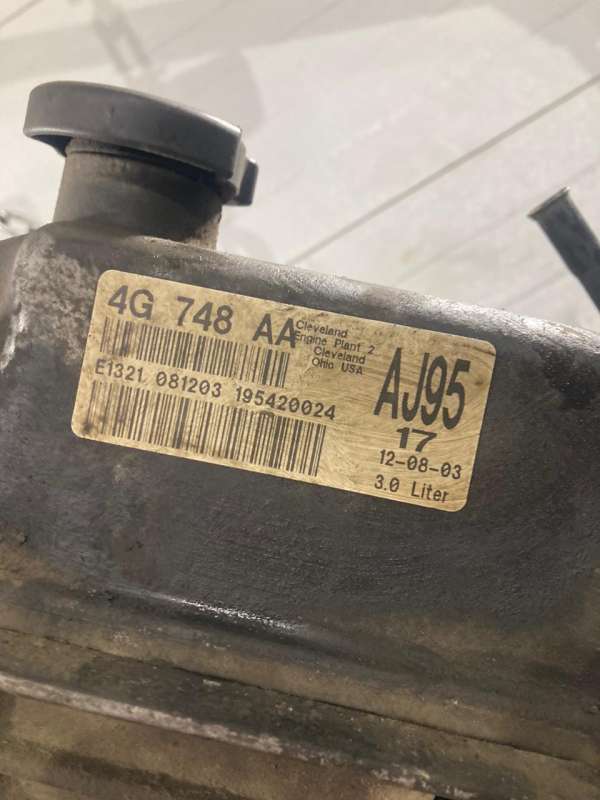 4G 748 AA
Cleveland
Engine Plant 2
Cleveland
Ohio USA
E1321 081203 195420024
AJ95
17
12-08-03
3.0 Liter